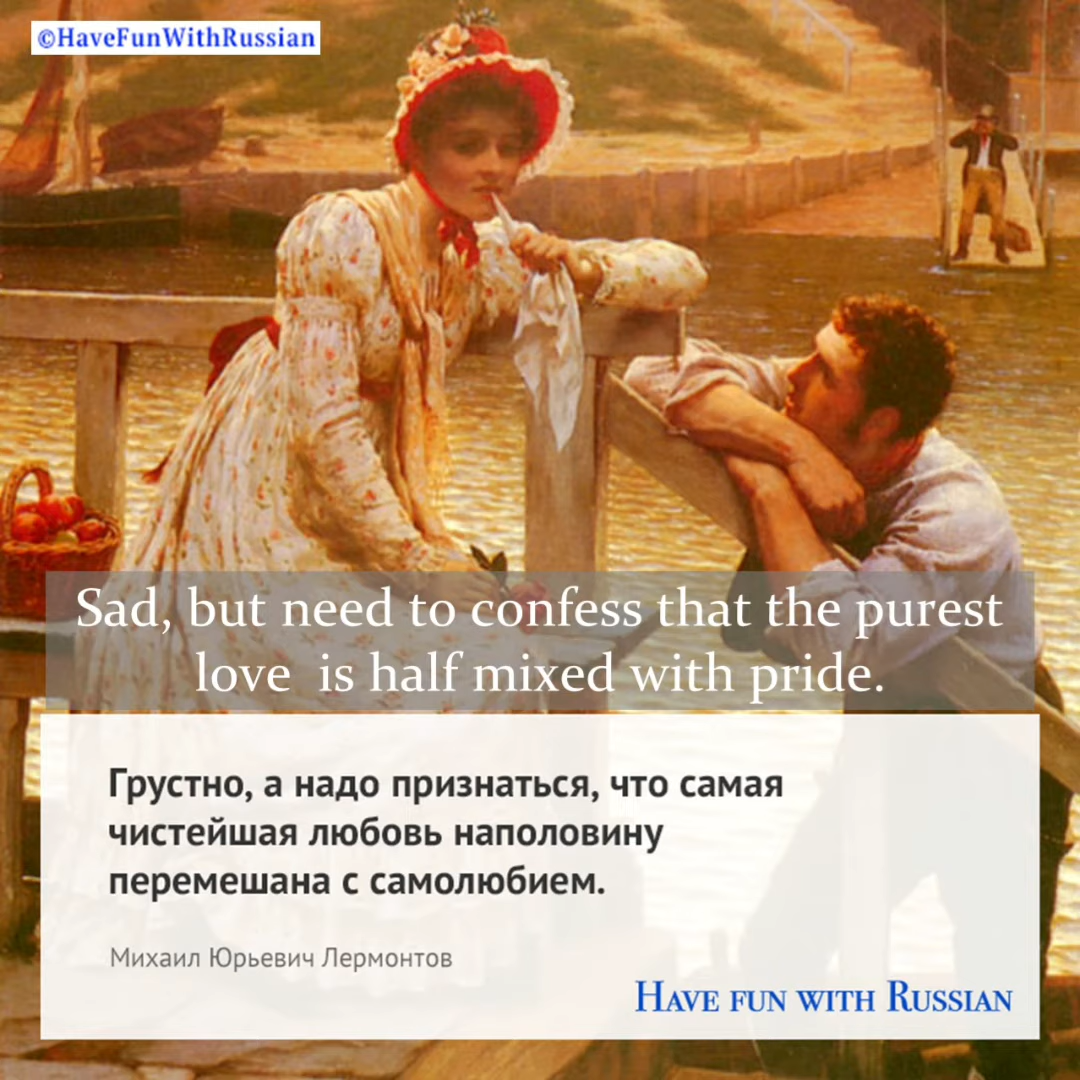 ©HaveFunWithRussian
Sad, but need to confess that the purest
love is half mixed with pride.
Грустно, а надо признаться, что самая
чистейшая любовь наполовину
перемешана с самолюбием.
Михаил Юрьевич Лермонтов
Have fun with Russian